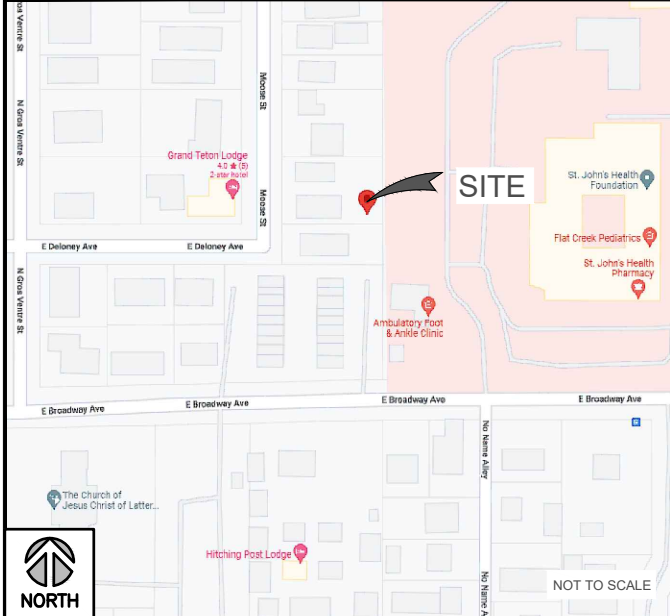 N Gros Ventre St
N Gros Ventre St
N Gros Ventre St
Moose St
Moose St
Grand Teton Lodge
4.0 ★ (5)
2-star hotel
SITE
St. John's Health
Foundation
Flat Creek Pediatrics
St. John's Health
Pharmacy
E Deloney Ave
E Deloney Ave
Ambulatory Foot
& Ankle Clinic
E Broadway Ave
E Broadway Ave
E Broadway Ave
E Broadway Ave
No Name Alley
The Church of
Jesus Christ of Latter...
Hitching Post Lodge
No Name A
NORTH
NOT TO SCALE